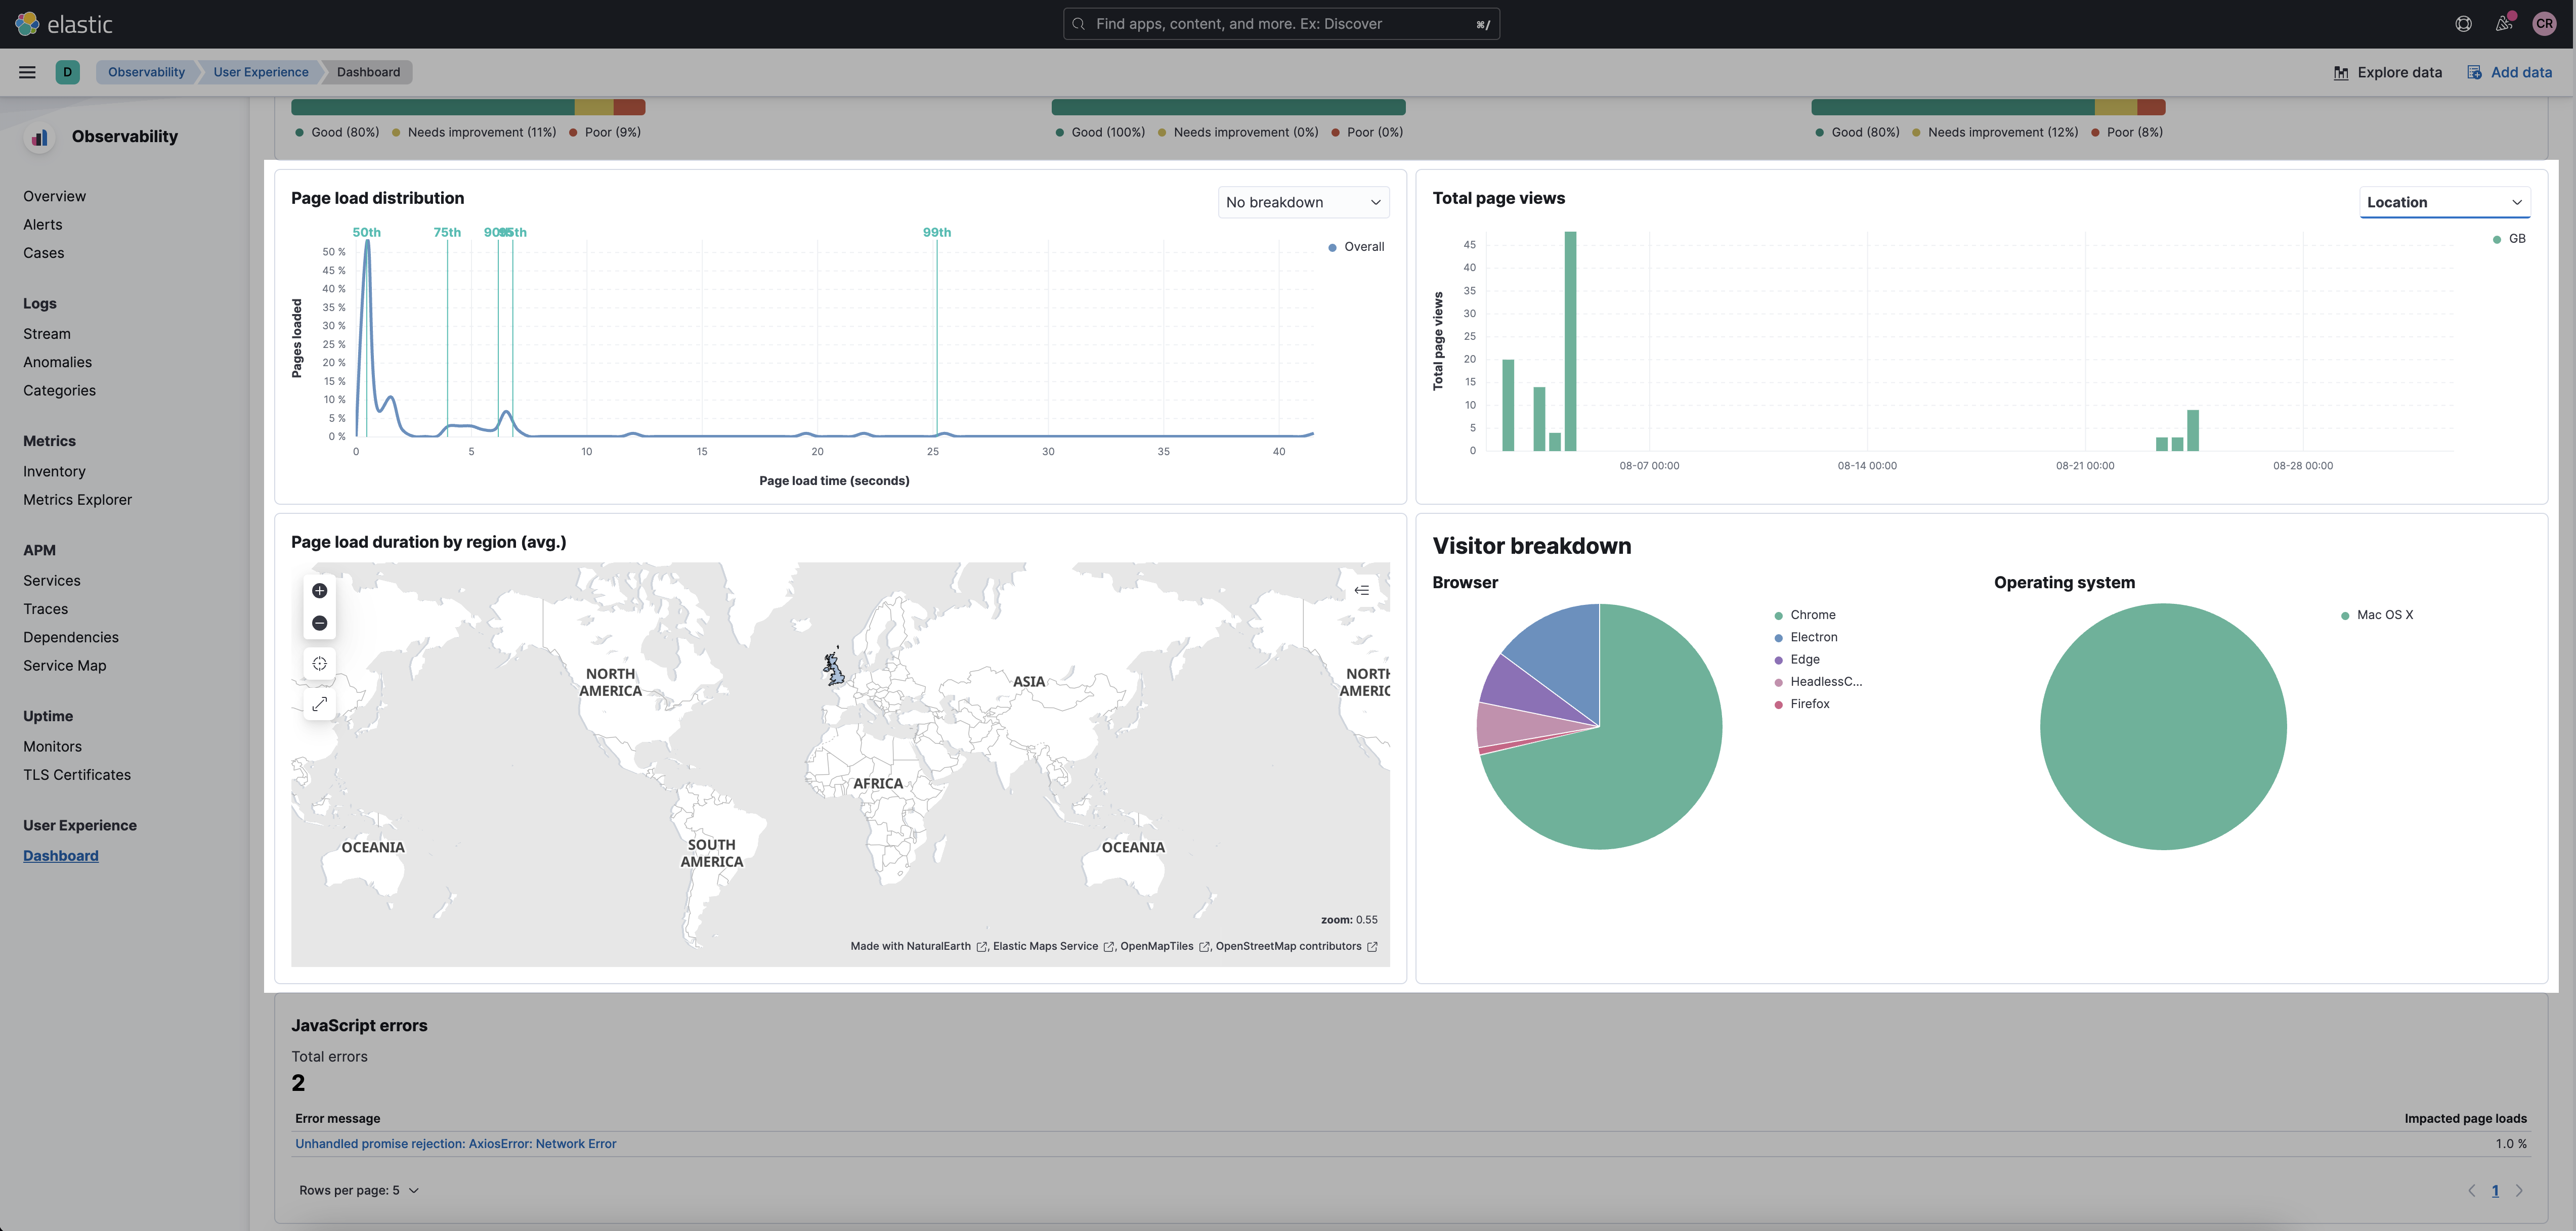 elastic
Find apps, content, and more. Ex: Discover
⌘/
CR
D
Observability
User Experience
Dashboard
Explore data
Add data
Observability
Overview
Alerts
Cases
Logs
Stream
Anomalies
Categories
Metrics
Inventory
Metrics Explorer
APM
Services
Traces
Dependencies
Service Map
Uptime
Monitors
TLS Certificates
User Experience
Dashboard
Good (80%) Needs improvement (11%) Poor (9%)
Good (100%) Needs improvement (0%) Poor (0%)
Good (80%) Needs improvement (12%) Poor (8%)
Page load distribution
No breakdown
50th 75th 90th 95th 99th
Overall
50 %
45 %
40 %
35 %
30 %
25 %
20 %
15 %
10 %
5 %
0 %
Pages loaded
0 5 10 15 20 25 30 35 40
Page load time (seconds)
Total page views
Location
GB
45
40
35
30
25
20
15
10
5
0
Total page views
08-07 00:00 08-14 00:00 08-21 00:00 08-28 00:00
Page load duration by region (avg.)
NORTH
AMERICA
ASIA
NORTH
AMERIC
AFRICA
OCEANIA
SOUTH
AMERICA
OCEANIA
zoom: 0.55
Made with NaturalEarth, Elastic Maps Service, OpenMapTiles, OpenStreetMap contributors
Visitor breakdown
Browser
Chrome
Electron
Edge
HeadlessC...
Firefox
Operating system
Mac OS X
JavaScript errors
Total errors
2
Error message Impacted page loads
Unhandled promise rejection: AxiosError: Network Error 1.0 %
Rows per page: 5
1